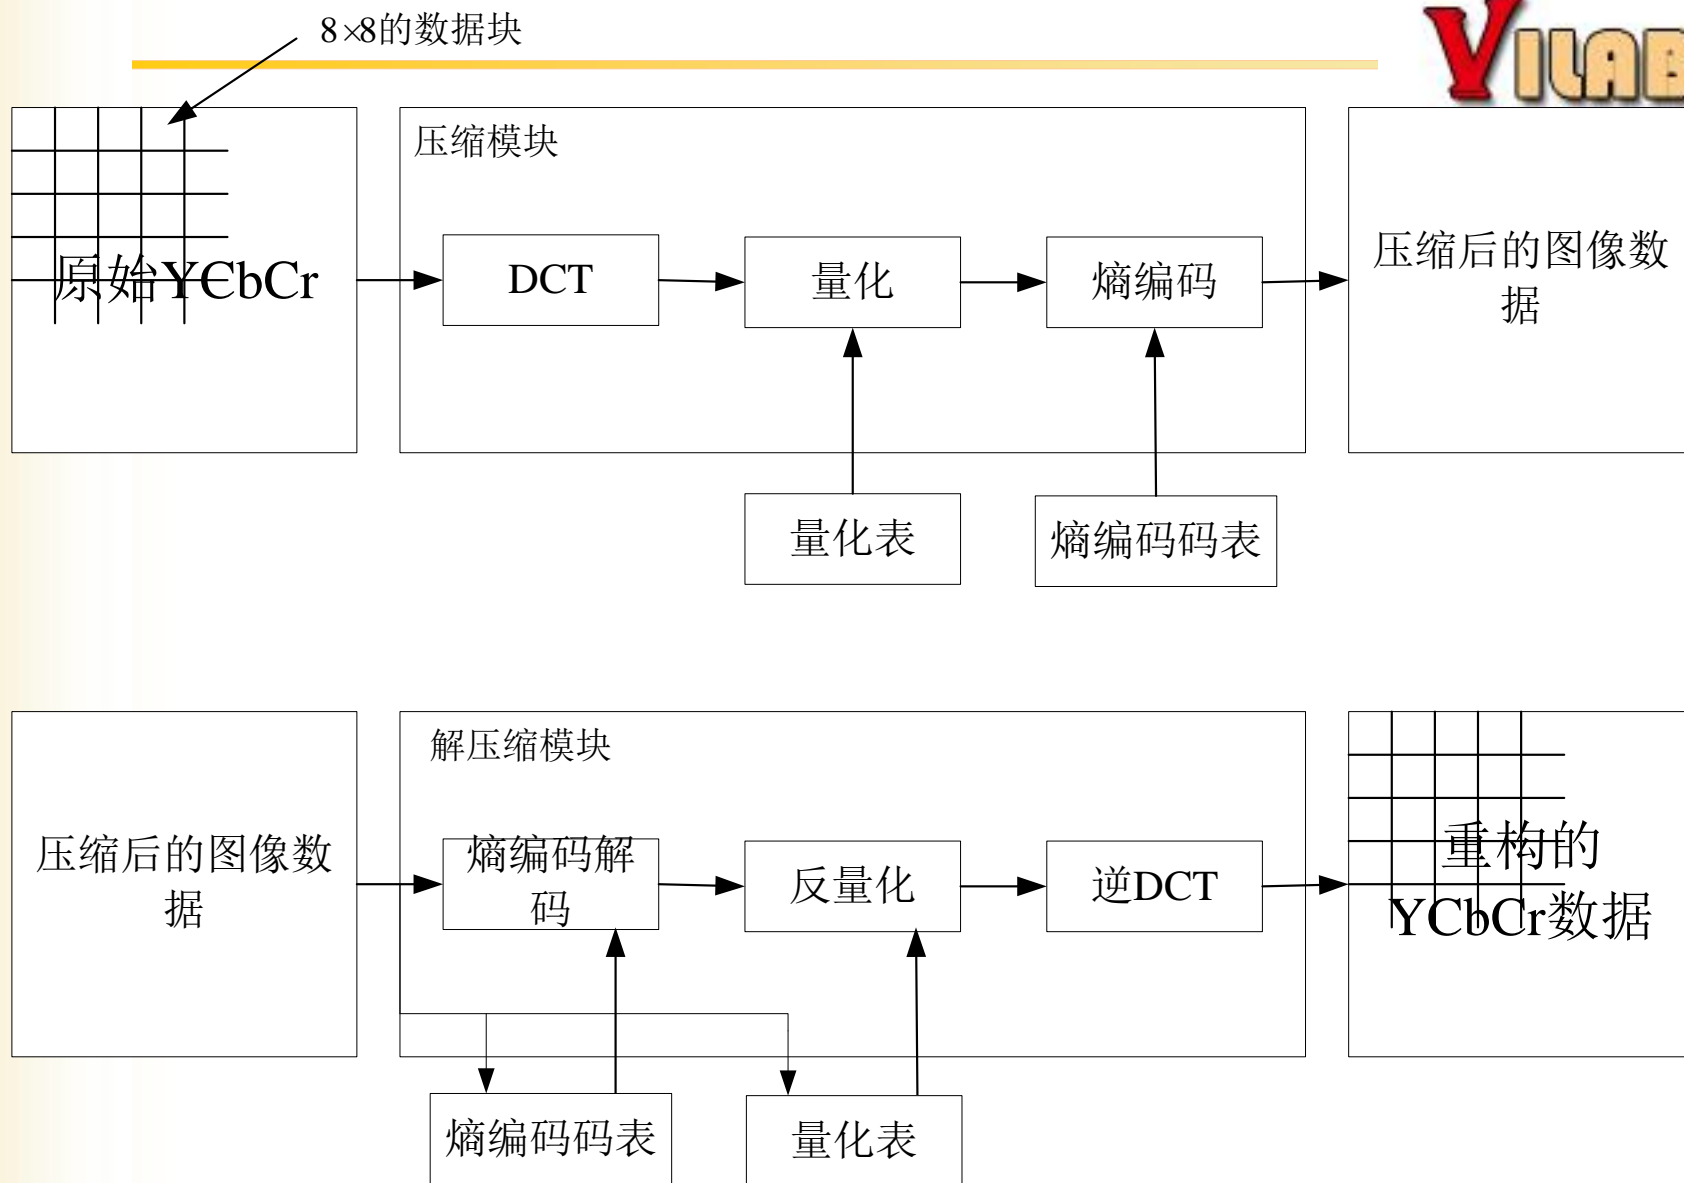 8×8的数据块
VILAB
压缩模块
原始YCbCr
DCT
量化
熵编码
压缩后的图像数
据
量化表
熵编码码表
解压缩模块
压缩后的图像数
据
熵编码解
码
反量化
逆DCT
重构的
YCbCr数据
熵编码码表
量化表